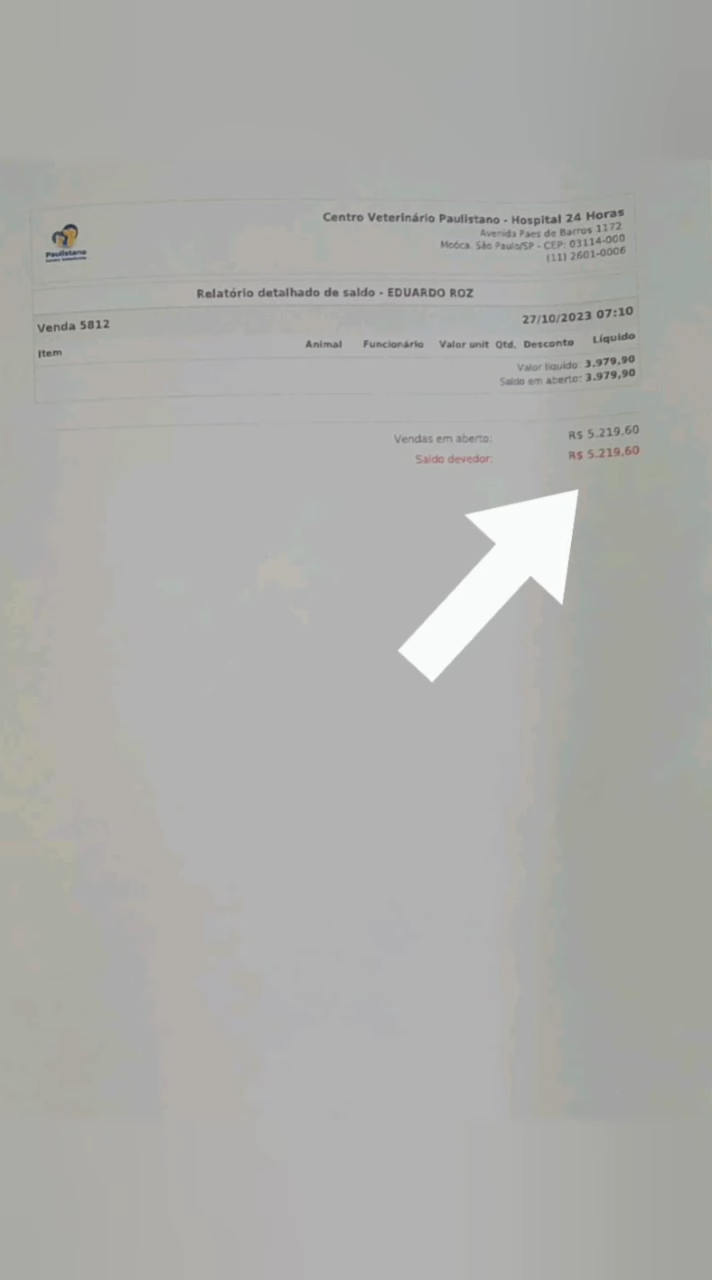 Centro Veterinário Paulistano - Hospital 24 Horas
Avenida Paes de Barros 1172
Moóca. São Paulo/SP - CEP: 03114-000
(11) 2601-0006
Paulistano
Relatório detalhado de saldo - EDUARDO ROZ
Venda 5812 27/10/2023 07:10
Item Animal Funcionário Valor unit Qtd. Desconto Líquido
Valor líquido: 3.979,90
Saldo em aberto: 3.979,90
Vendas em aberto: R$ 5.219,60
Saldo devedor: R$ 5.219,60